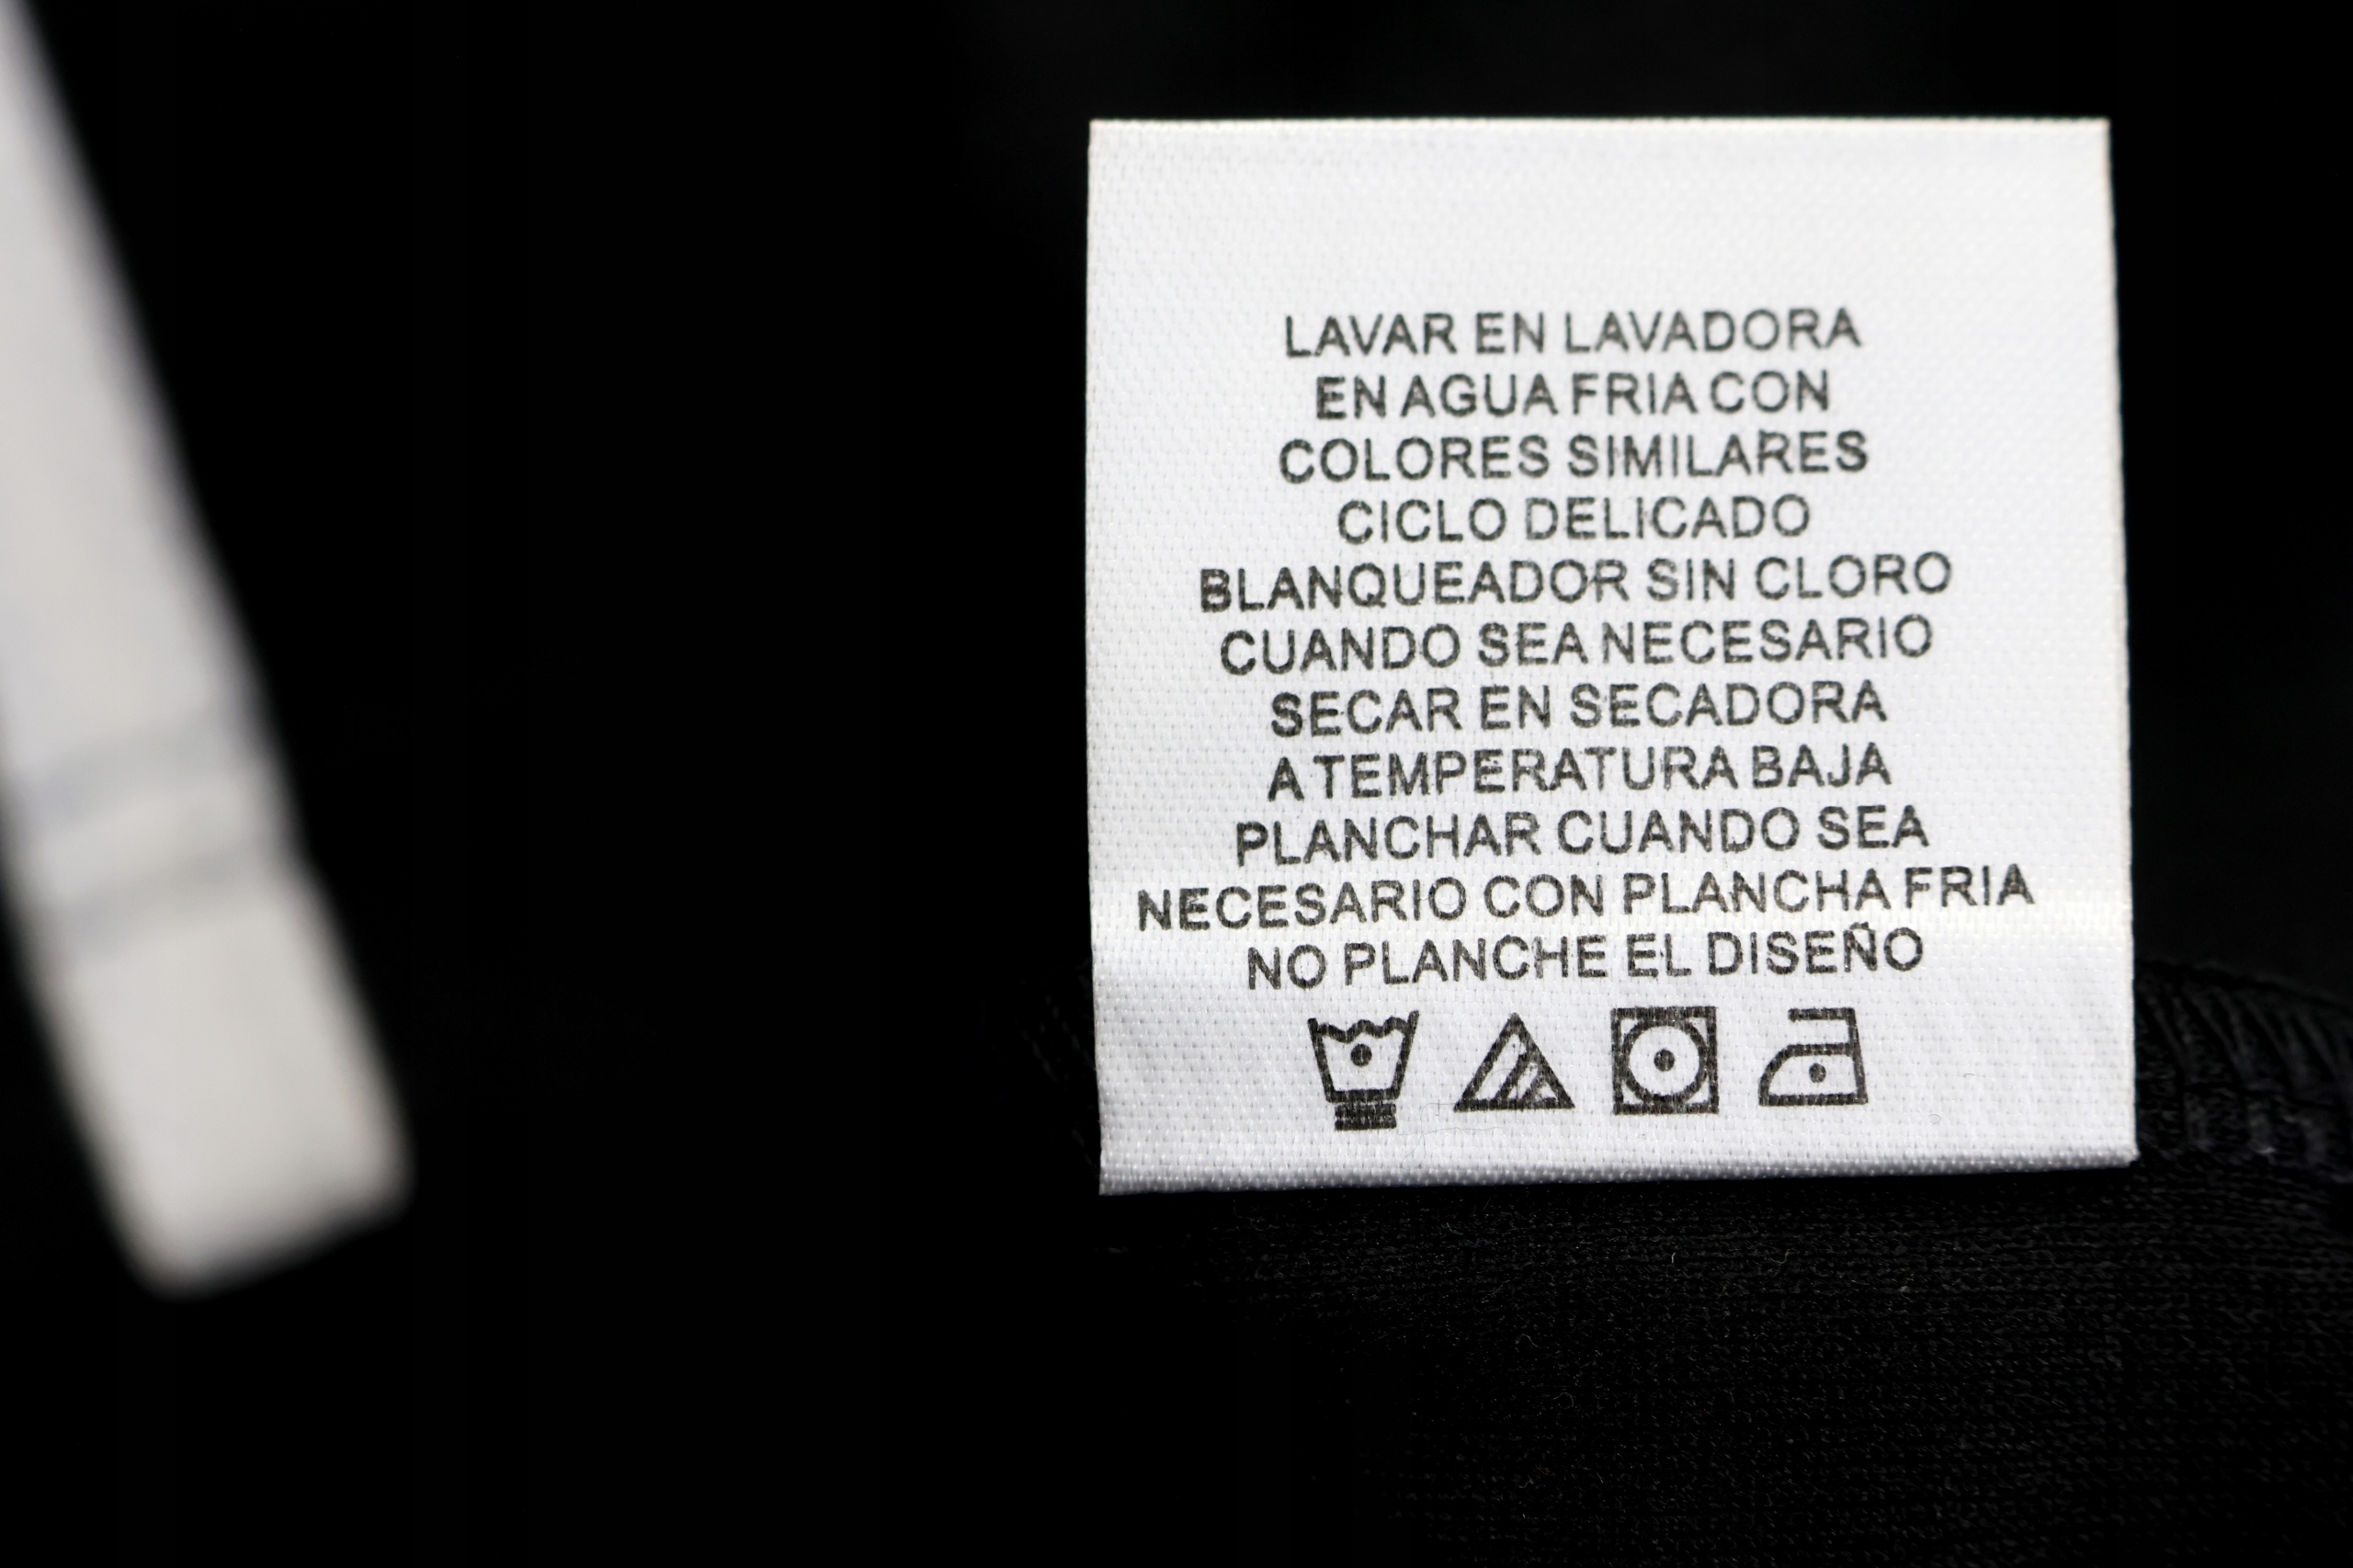 LAVAR EN LAVADORA
EN AGUA FRIA CON
COLORES SIMILARES
CICLO DELICADO
BLANQUEADOR SIN CLORO
CUANDO SEA NECESARIO
SECAR EN SECADORA
A TEMPERATURA BAJA
PLANCHAR CUANDO SEA
NECESARIO CON PLANCHA FRIA
NO PLANCHE EL DISEÑO